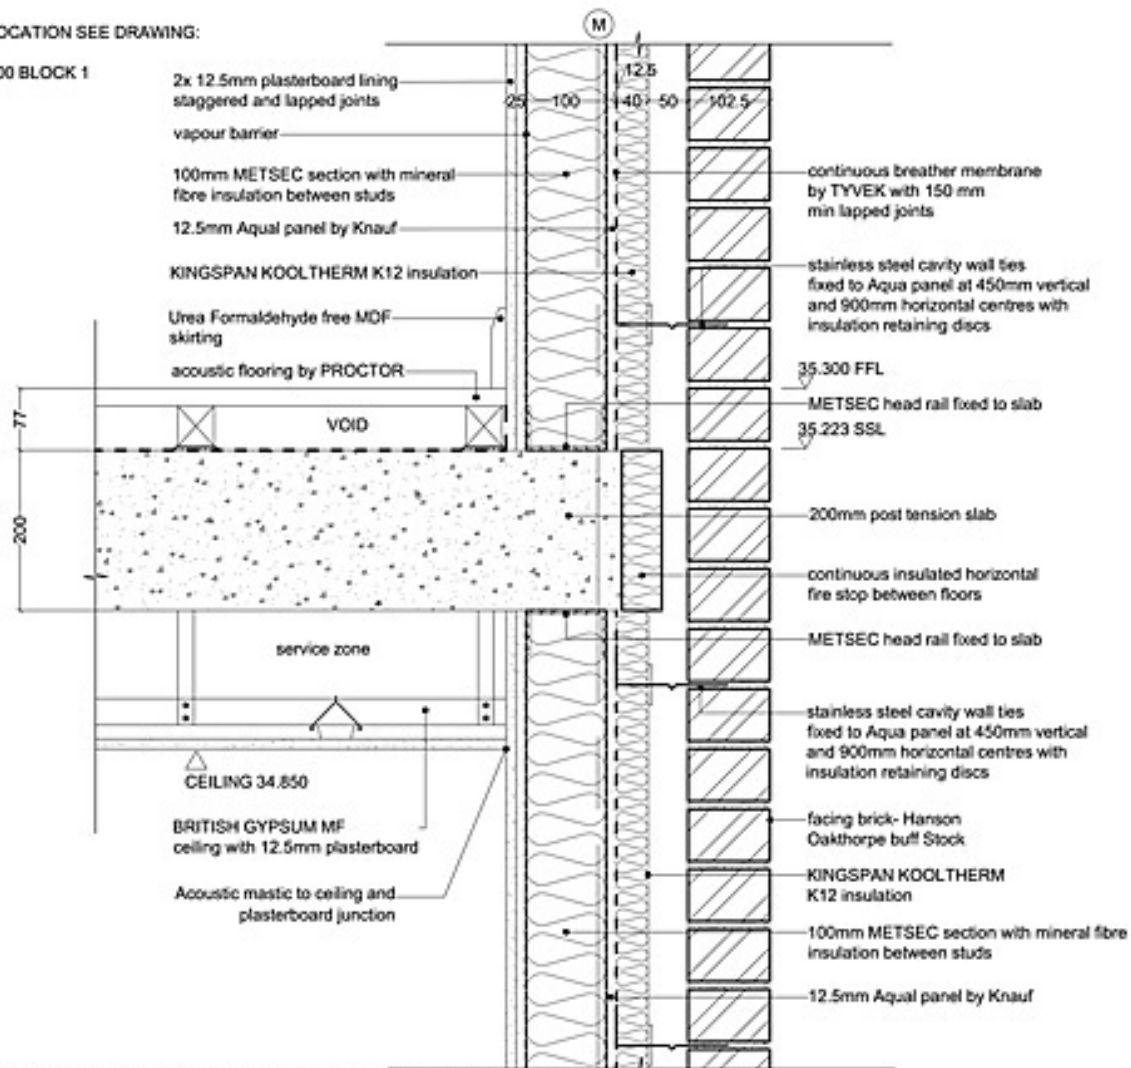 OCATION SEE DRAWING:
00 BLOCK 1
M
12.5
25
100
40
50
102.5
2x 12.5mm plasterboard lining
staggered and lapped joints
vapour barrier
100mm METSEC section with mineral
fibre insulation between studs
12.5mm Aqual panel by Knauf
KINGSPAN KOOLTHERM K12 insulation
Urea Formaldehyde free MDF
skirting
acoustic flooring by PROCTOR
77
VOID
200
service zone
CEILING 34.850
BRITISH GYPSUM MF
ceiling with 12.5mm plasterboard
Acoustic mastic to ceiling and
plasterboard junction
continuous breather membrane
by TYVEK with 150 mm
min lapped joints
stainless steel cavity wall ties
fixed to Aqua panel at 450mm vertical
and 900mm horizontal centres with
insulation retaining discs
35.300 FFL
METSEC head rail fixed to slab
35.223 SSL
200mm post tension slab
continuous insulated horizontal
fire stop between floors
METSEC head rail fixed to slab
stainless steel cavity wall ties
fixed to Aqua panel at 450mm vertical
and 900mm horizontal centres with
insulation retaining discs
facing brick- Hanson
Oakthorpe buff Stock
KINGSPAN KOOLTHERM
K12 insulation
100mm METSEC section with mineral fibre
insulation between studs
12.5mm Aqual panel by Knauf